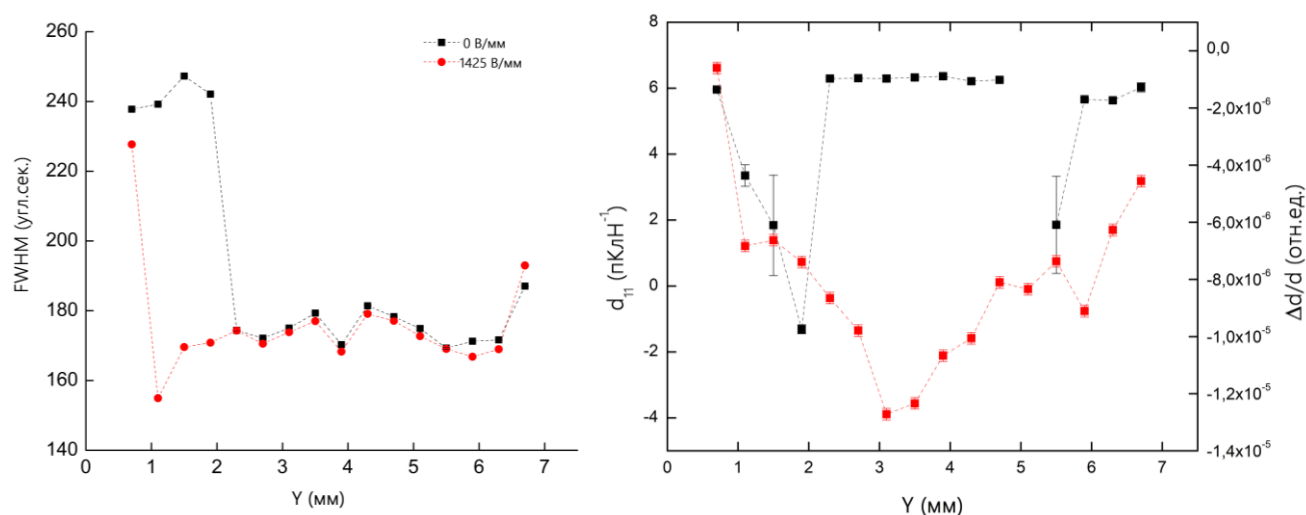 260
240
220
200
180
160
140
0 1 2 3 4 5 6 7
FWHM (угл.сек.)
Y (мм)
0 В/мм
1425 В/мм
8
6
4
2
0
-2
-4
0 1 2 3 4 5 6 7
d₁₁ (пКлН⁻¹)
Y (мм)
0,0
-2,0x10⁻⁶
-4,0x10⁻⁶
-6,0x10⁻⁶
-8,0x10⁻⁶
-1,0x10⁻⁵
-1,2x10⁻⁵
-1,4x10⁻⁵
Δd/d (отн.ед.)